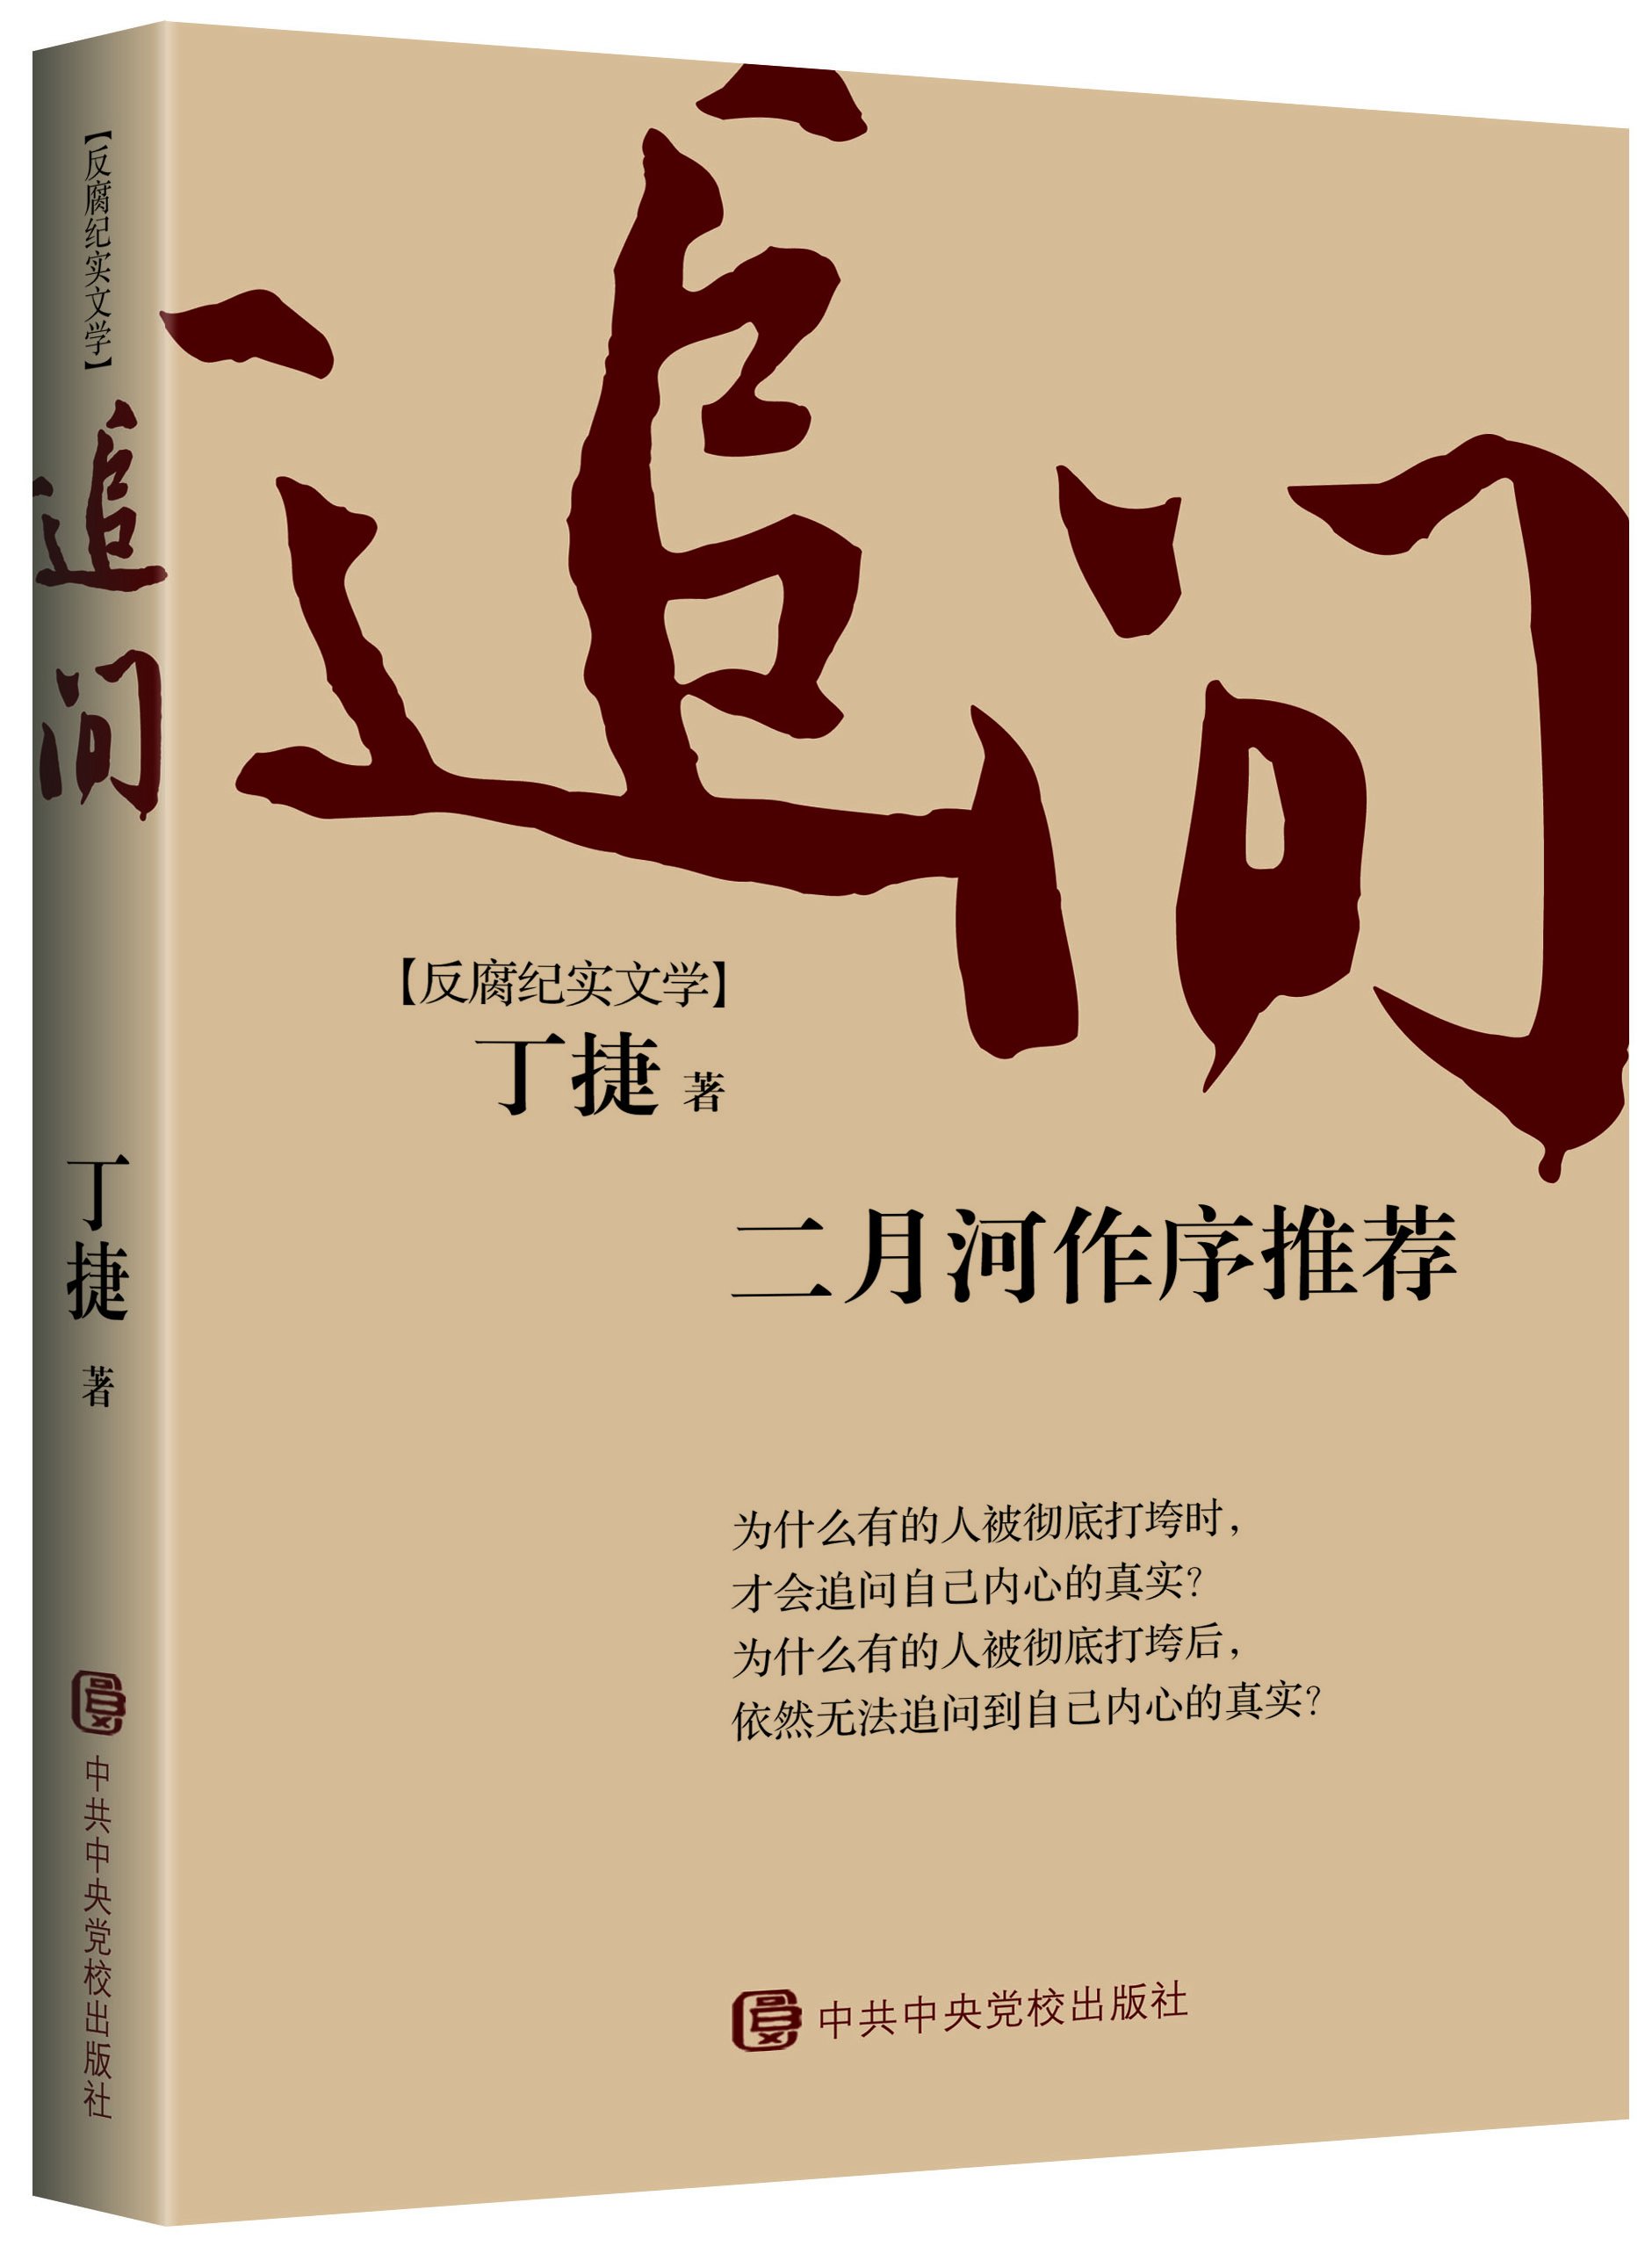 【反腐纪实文学】
追问
丁捷 著
中共中央党校出版社
追问
【反腐纪实文学】
丁捷 著
二月河作序推荐
为什么有的人被彻底打垮时，
才会追问自己内心的真实？
为什么有的人被彻底打垮后，
依然无法追问到自己内心的真实？
中共中央党校出版社